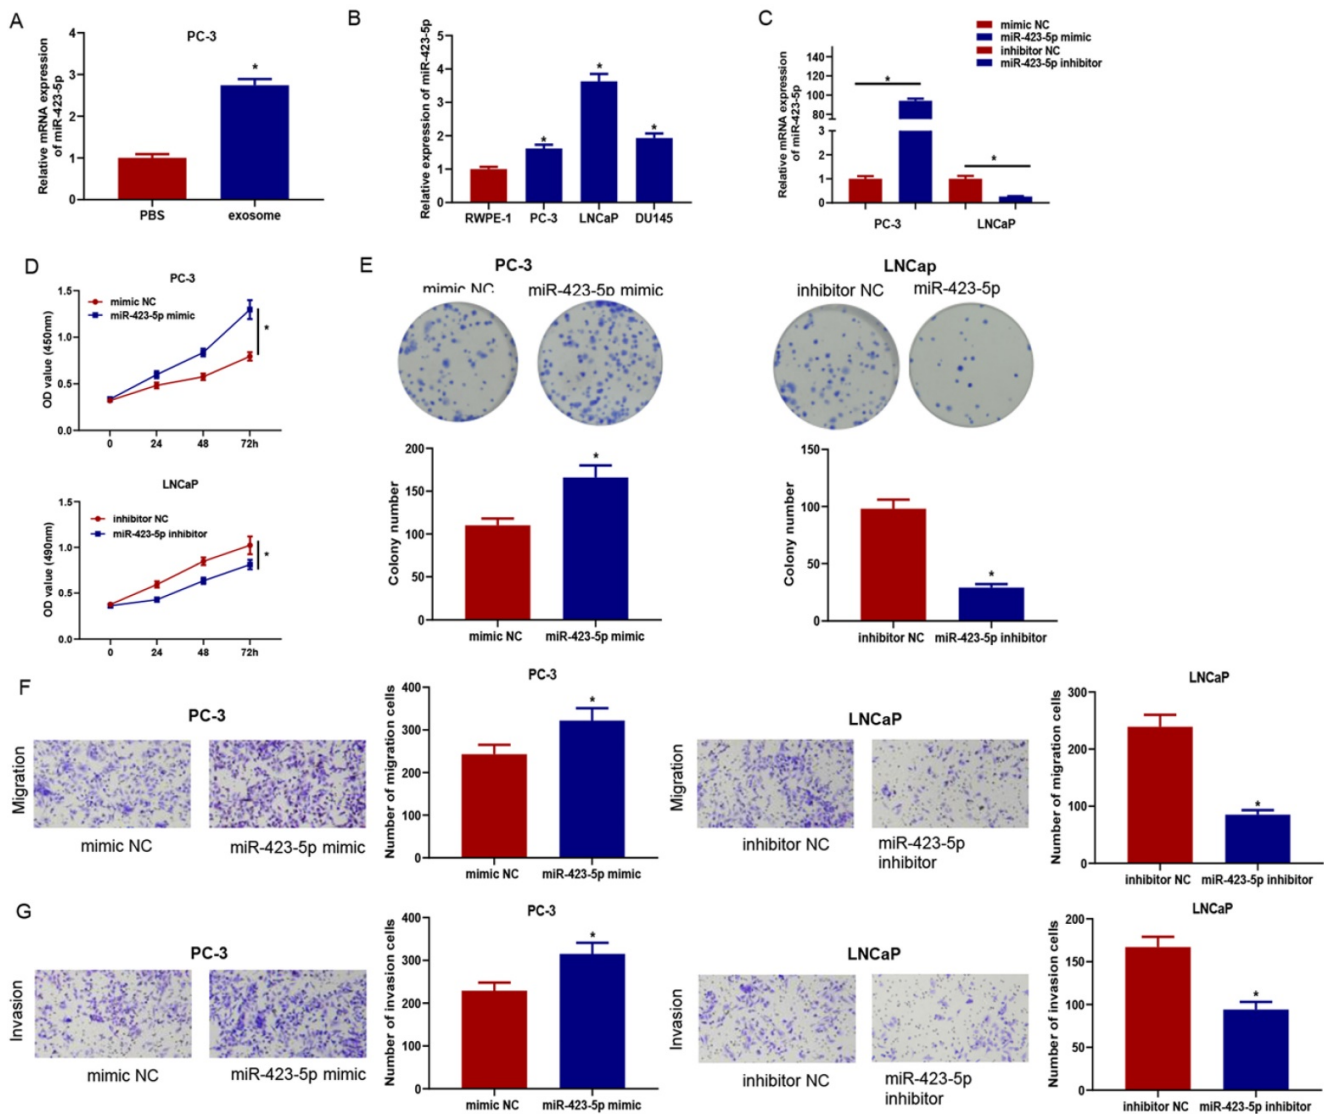 A
PC-3
Relative mRNA expression
of miR-423-5p
4
3
2
1
0
PBS
exosome
*
B
Relative expression of miR-423-5p
5
4
3
2
1
0
RWPE-1
PC-3
LNCaP
DU145
*
*
*
C
mimic NC
miR-423-5p mimic
inhibitor NC
miR-423-5p inhibitor
Relative mRNA expression
of miR-423-5p
140
120
100
80
3
2
1
0
*
*
PC-3
LNCaP
D
PC-3
mimic NC
miR-423-5p mimic
OD value (450nm)
1.5
1.0
0.5
0.0
0
24
48
72h
*
LNCaP
inhibitor NC
miR-423-5p inhibitor
OD value (490nm)
1.5
1.0
0.5
0.0
0
24
48
72h
*
E
PC-3
mimic NC
miR-423-5p mimic
LNCap
inhibitor NC
miR-423-5p
Colony number
200
150
100
50
0
*
mimic NC
miR-423-5p mimic
Colony number
150
100
50
0
*
inhibitor NC
miR-423-5p inhibitor
F
PC-3
Migration
mimic NC
miR-423-5p mimic
PC-3
Number of migration cells
400
300
200
100
0
*
mimic NC
miR-423-5p mimic
LNCaP
Migration
inhibitor NC
miR-423-5p
inhibitor
LNCaP
Number of migration cells
300
200
100
0
*
inhibitor NC
miR-423-5p inhibitor
G
PC-3
Invasion
mimic NC
miR-423-5p mimic
PC-3
Number of invasion cells
400
300
200
100
0
*
mimic NC
miR-423-5p mimic
LNCaP
Invasion
inhibitor NC
miR-423-5p
inhibitor
LNCaP
Number of invasion cells
200
150
100
50
0
*
inhibitor NC
miR-423-5p inhibitor